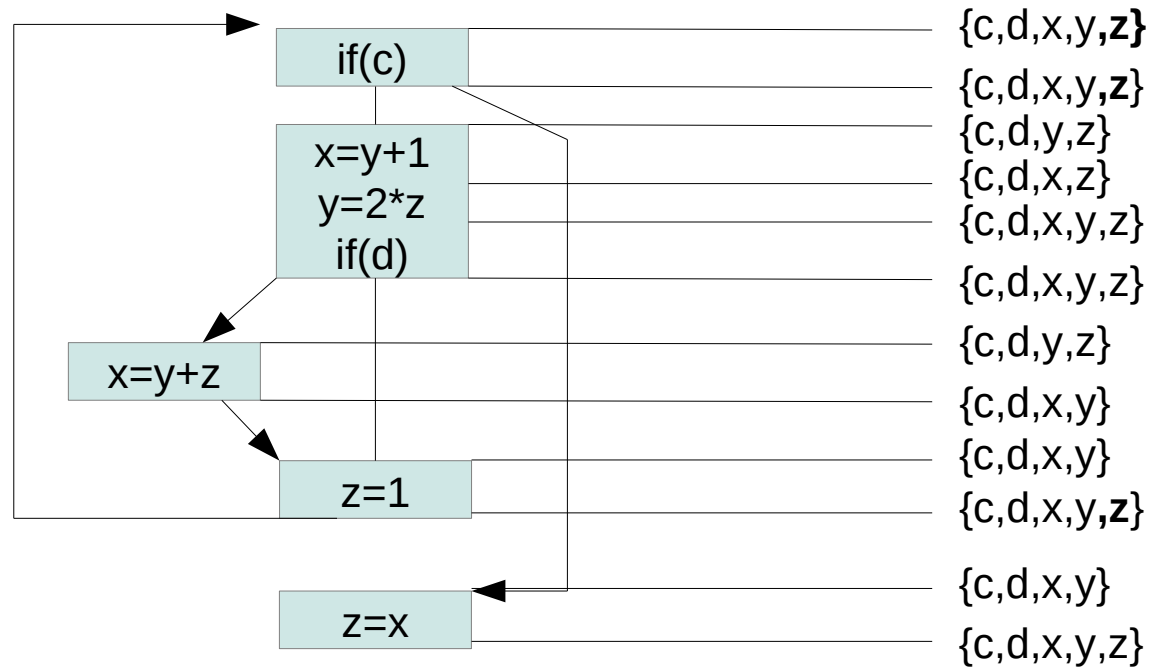 if(c)
x=y+1
y=2*z
if(d)
x=y+z
z=1
z=x
{c,d,x,y,z}
{c,d,x,y,z}
{c,d,y,z}
{c,d,x,z}
{c,d,x,y,z}
{c,d,x,y,z}
{c,d,y,z}
{c,d,x,y}
{c,d,x,y}
{c,d,x,y,z}
{c,d,x,y}
{c,d,x,y,z}